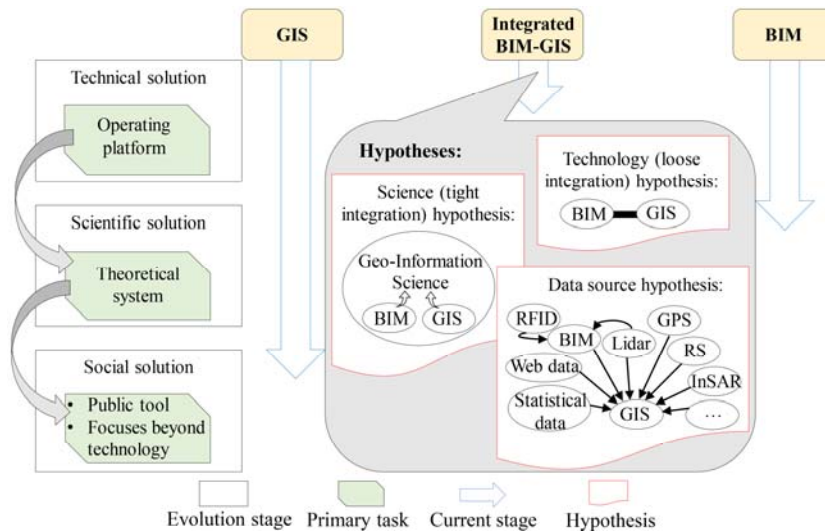 GIS
Integrated
BIM-GIS
BIM
Technical solution
Operating
platform
Scientific solution
Theoretical
system
Social solution
• Public tool
• Focuses beyond
technology
Hypotheses:
Science (tight
integration) hypothesis:
Geo-Information
Science
BIM
GIS
Technology (loose
integration) hypothesis:
BIM
GIS
Data source hypothesis:
RFID
BIM
Lidar
GPS
RS
Web data
InSAR
Statistical
data
GIS
...
Evolution stage
Primary task
Current stage
Hypothesis